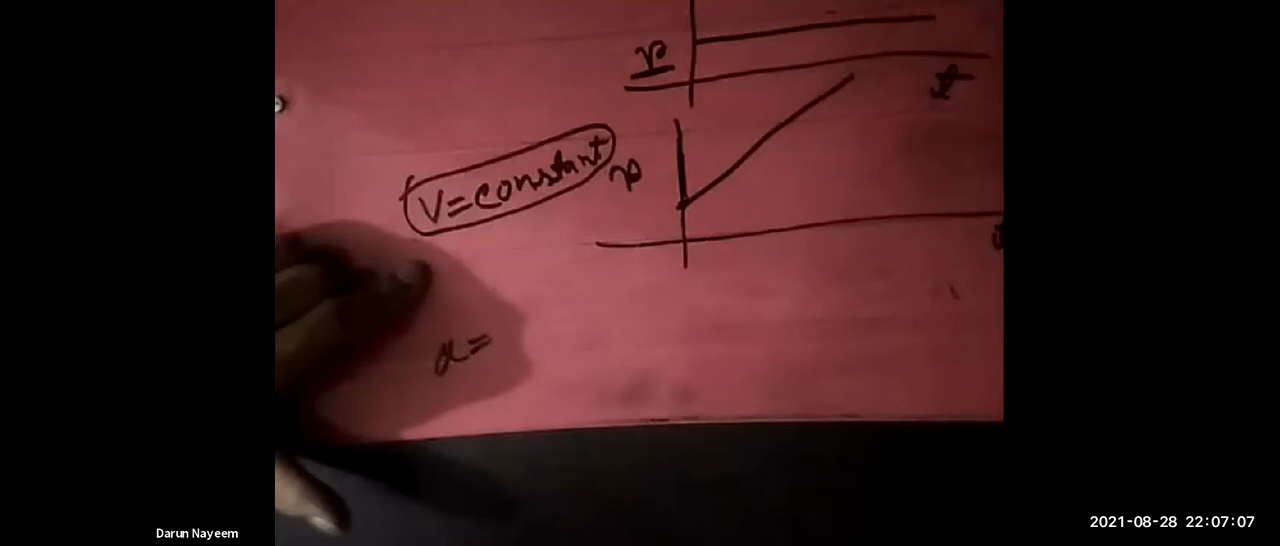 v
t
V=constant
v
a=
Darun Nayeem
2021-08-28 22:07:07